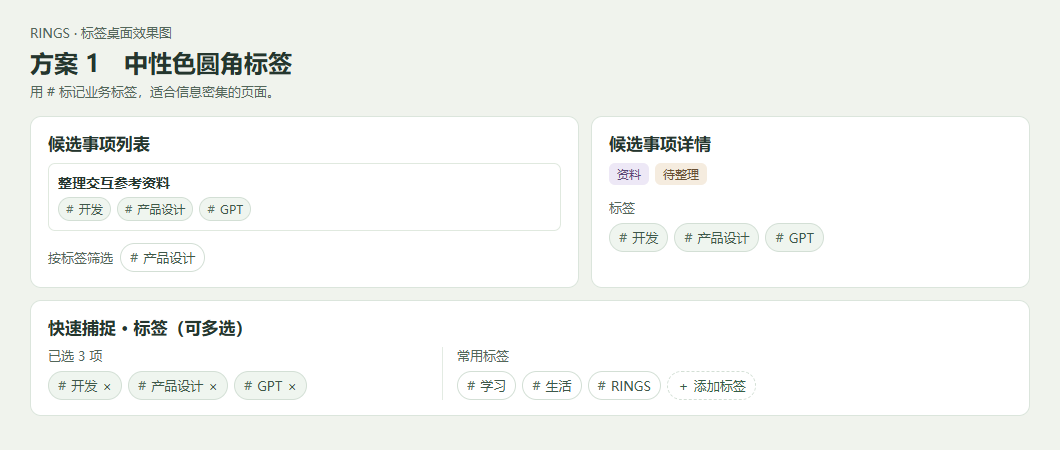 RINGS · 标签桌面效果图
方案 1　中性色圆角标签
用 # 标记业务标签，适合信息密集的页面。
候选事项列表
整理交互参考资料
# 开发 # 产品设计 # GPT
按标签筛选 # 产品设计
候选事项详情
资料 待整理
标签
# 开发 # 产品设计 # GPT
快速捕捉 · 标签（可多选）
已选 3 项
# 开发 × # 产品设计 × # GPT ×
常用标签
# 学习 # 生活 # RINGS + 添加标签